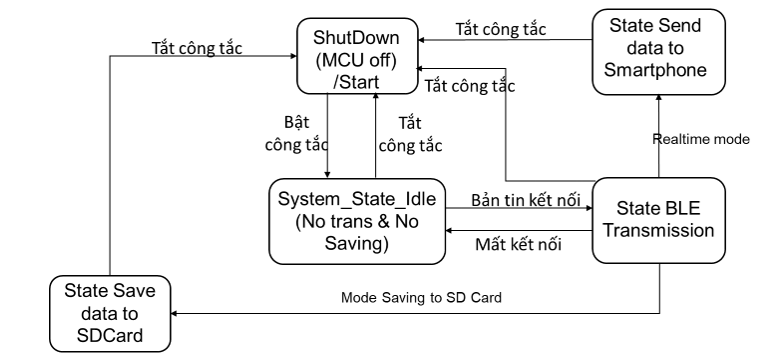 Tắt công tắc
ShutDown
(MCU off)
/Start
Tắt công tắc
State Send
data to
Smartphone
Tắt công tắc
Bật
công tắc
Tắt
công tắc
Realtime mode
System_State_Idle
(No trans & No
Saving)
Bản tin kết nối
Mất kết nối
State BLE
Transmission
State Save
data to
SDCard
Mode Saving to SD Card